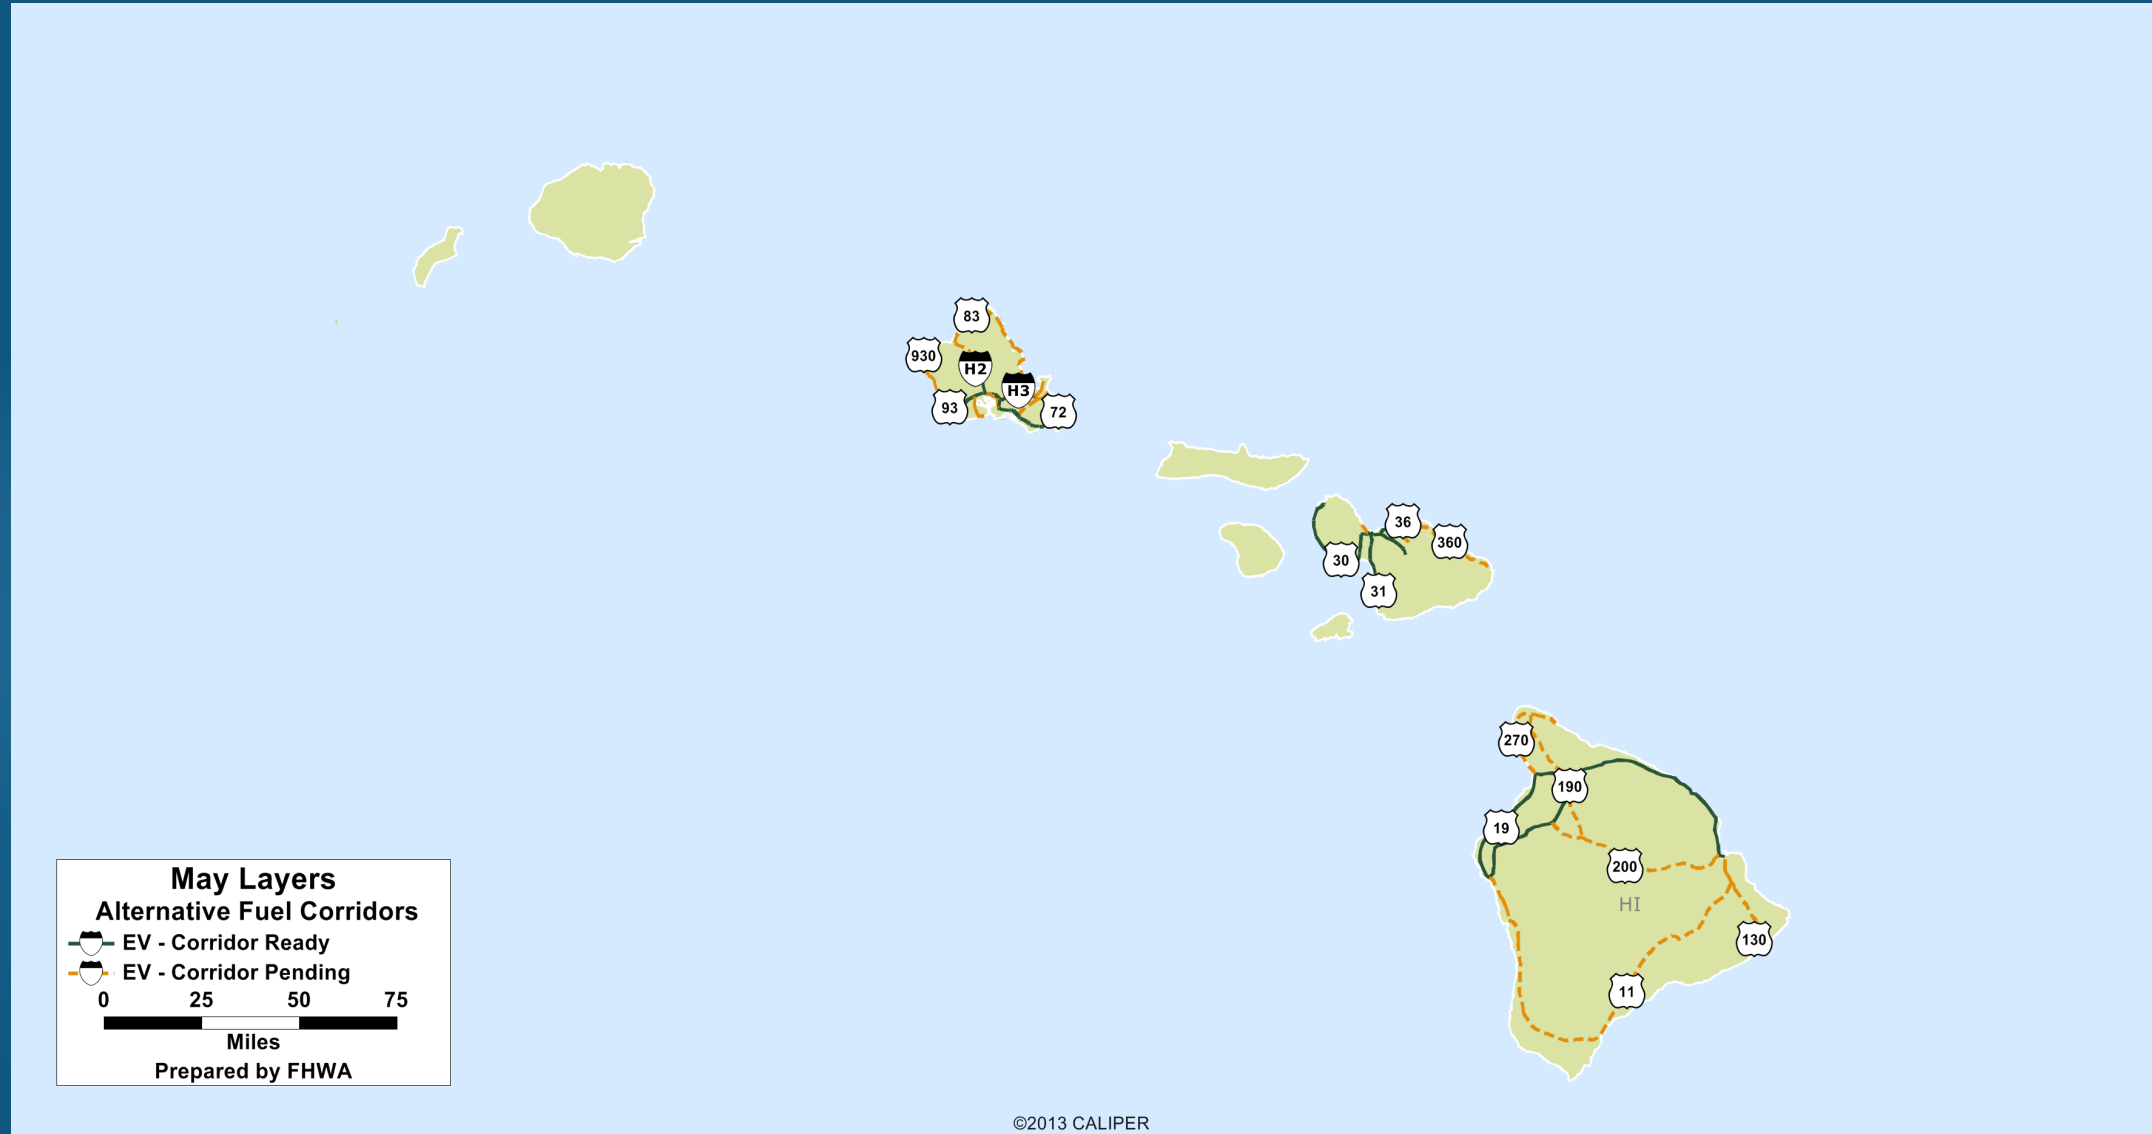 83
930
H2
H3
93
72
36
360
30
31
270
190
19
200
HI
130
11
May Layers
Alternative Fuel Corridors
EV - Corridor Ready
EV - Corridor Pending
0 25 50 75
Miles
Prepared by FHWA
©2013 CALIPER